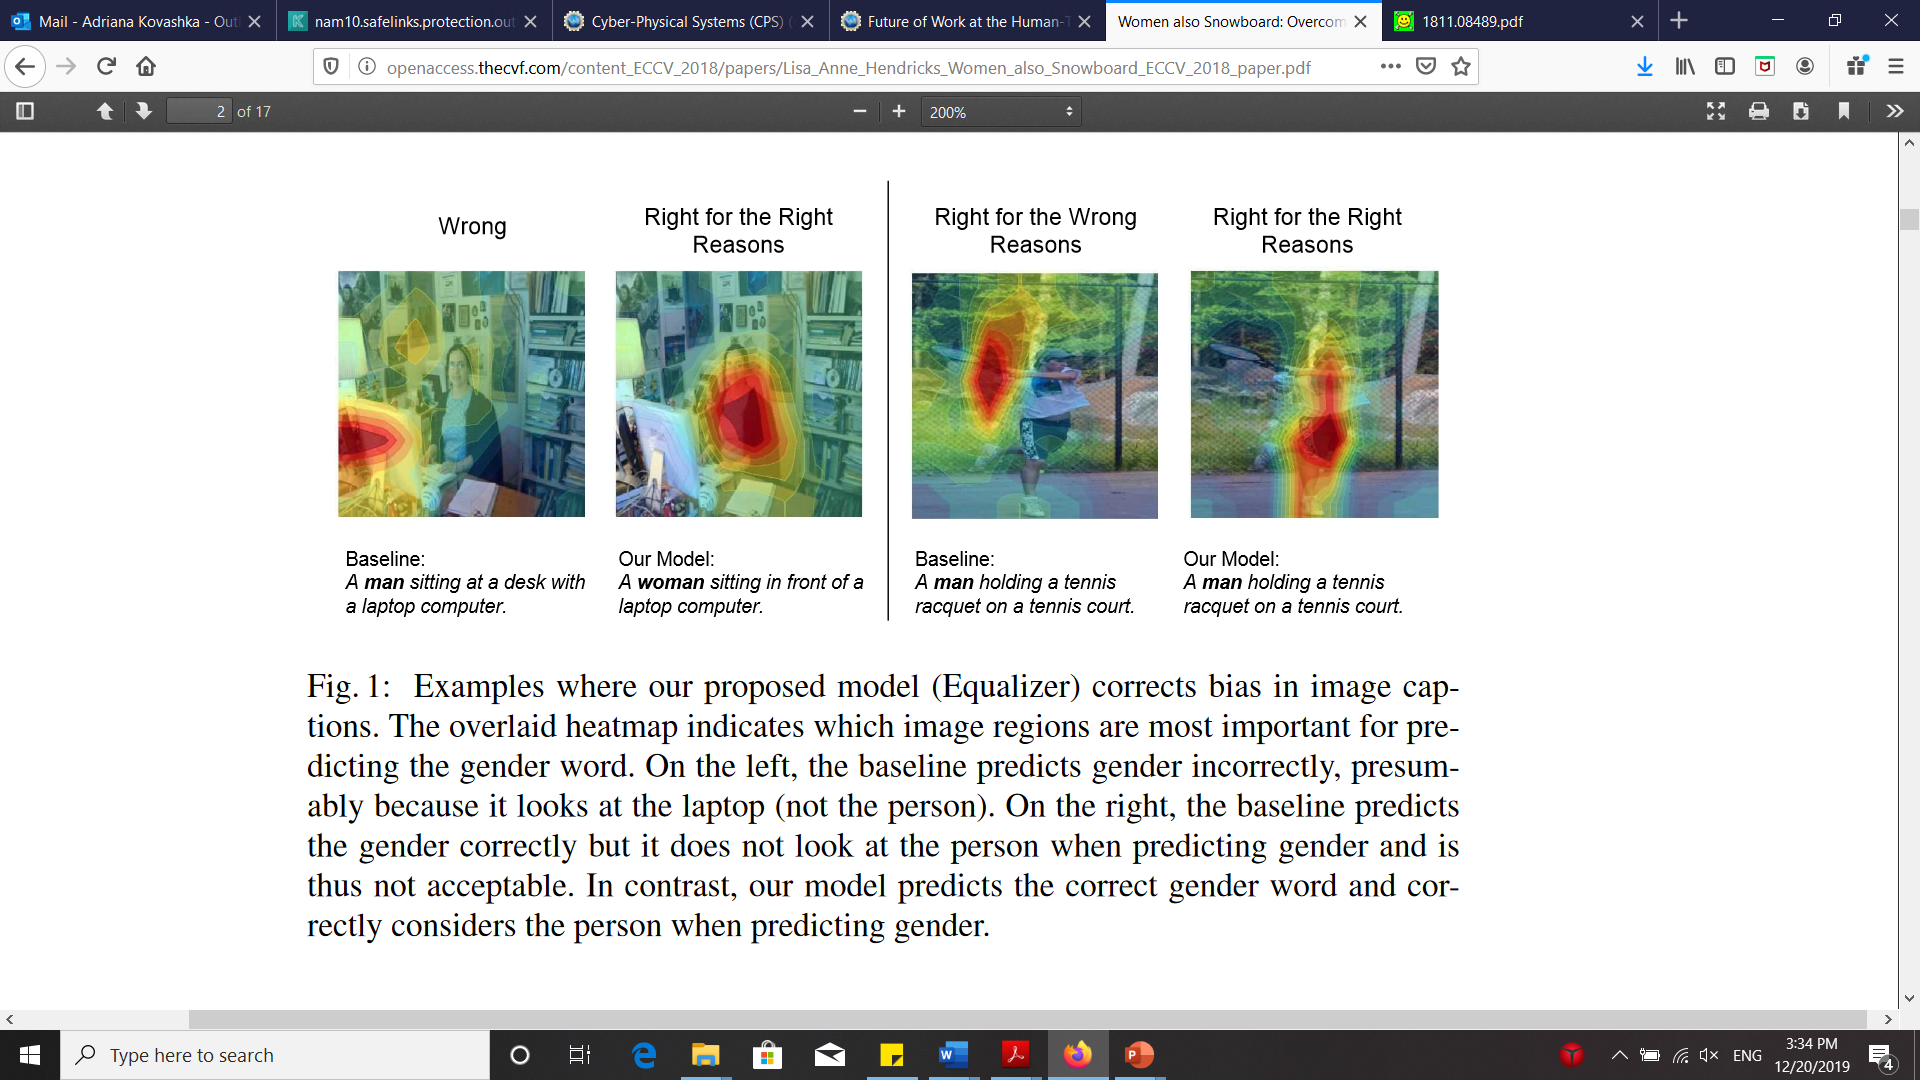 Mail - Adriana Kovashka - Out
nam10.safelinks.protection.out
Cyber-Physical Systems (CPS) (
Future of Work at the Human-T
Women also Snowboard: Overcom
1811.08489.pdf
openaccess.thecvf.com/content_ECCV_2018/papers/Lisa_Anne_Hendricks_Women_also_Snowboard_ECCV_2018_paper.pdf
2 of 17
200%
Wrong
Right for the Right
Reasons
Right for the Wrong
Reasons
Right for the Right
Reasons
Baseline:
A man sitting at a desk with
a laptop computer.
Our Model:
A woman sitting in front of a
laptop computer.
Baseline:
A man holding a tennis
racquet on a tennis court.
Our Model:
A man holding a tennis
racquet on a tennis court.
Fig. 1: Examples where our proposed model (Equalizer) corrects bias in image cap-
tions. The overlaid heatmap indicates which image regions are most important for pre-
dicting the gender word. On the left, the baseline predicts gender incorrectly, presum-
ably because it looks at the laptop (not the person). On the right, the baseline predicts
the gender correctly but it does not look at the person when predicting gender and is
thus not acceptable. In contrast, our model predicts the correct gender word and cor-
rectly considers the person when predicting gender.
Type here to search
ENG
3:34 PM
12/20/2019
4